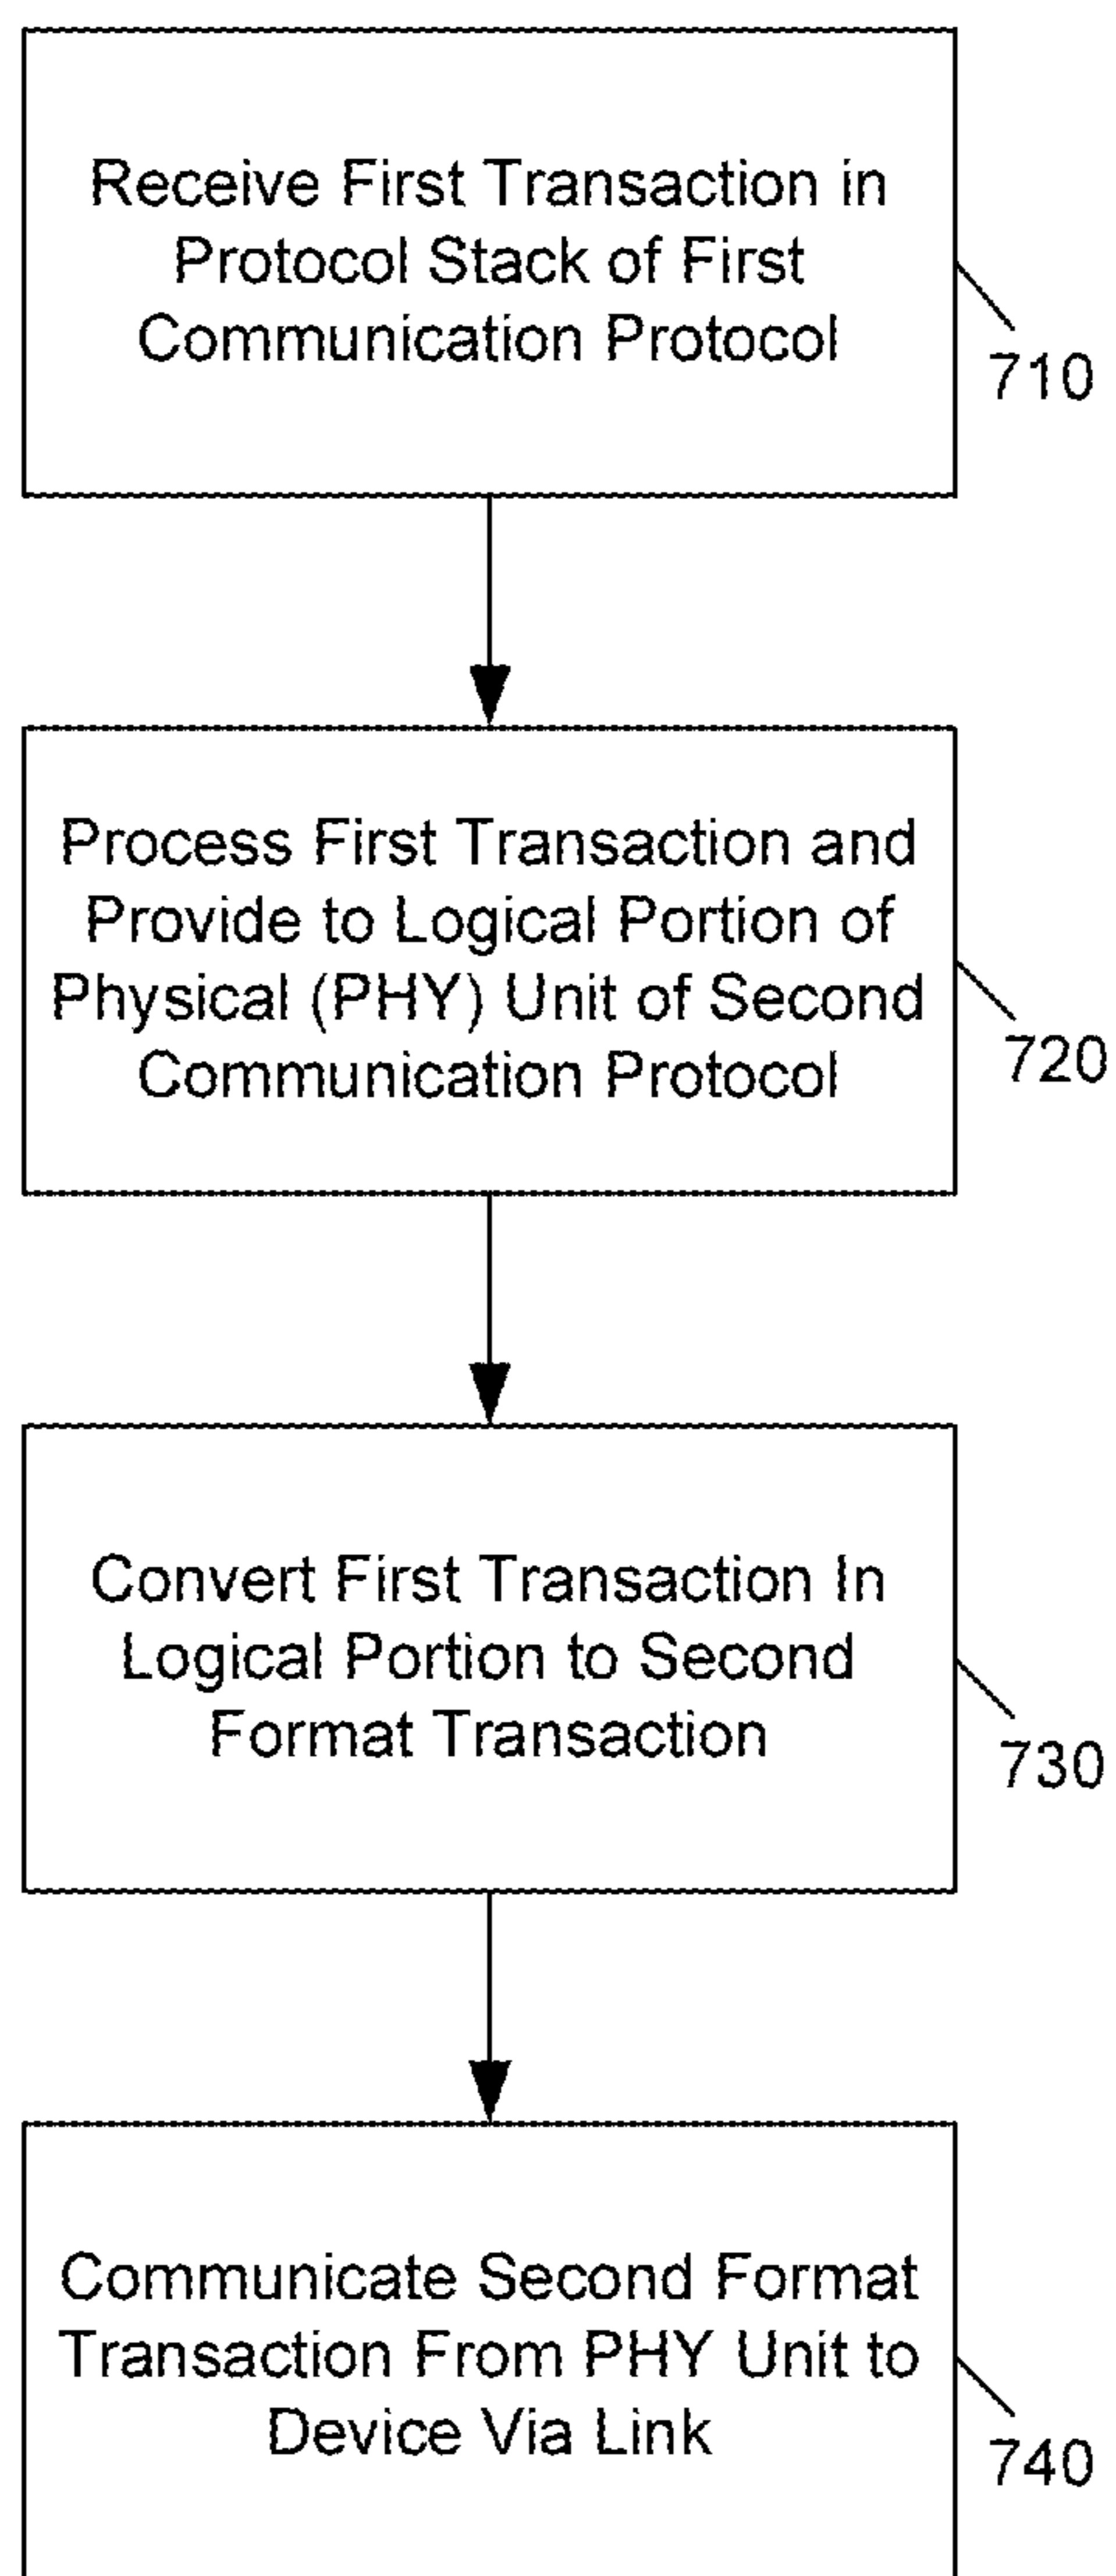 Receive First Transaction in
Protocol Stack of First
Communication Protocol
710
Process First Transaction and
Provide to Logical Portion of
Physical (PHY) Unit of Second
Communication Protocol
720
Convert First Transaction In
Logical Portion to Second
Format Transaction
730
Communicate Second Format
Transaction From PHY Unit to
Device Via Link
740